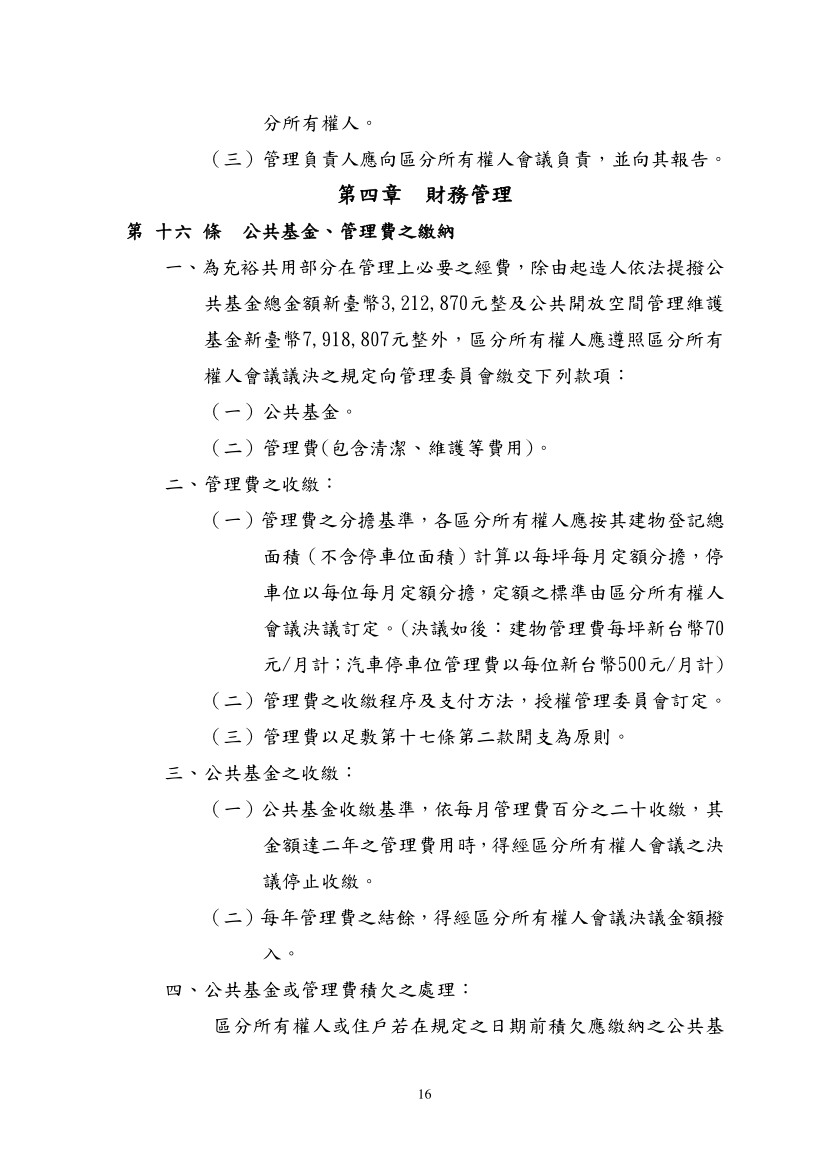 分所有權人。
（三）管理負責人應向區分所有權人會議負責，並向其報告。
第四章　財務管理
第 十六 條　公共基金、管理費之繳納
一、為充裕共用部分在管理上必要之經費，除由起造人依法提撥公
共基金總金額新臺幣3,212,870元整及公共開放空間管理維護
基金新臺幣7,918,807元整外，區分所有權人應遵照區分所有
權人會議議決之規定向管理委員會繳交下列款項：
（一）公共基金。
（二）管理費(包含清潔、維護等費用)。
二、管理費之收繳：
（一）管理費之分擔基準，各區分所有權人應按其建物登記總
面積（不含停車位面積）計算以每坪每月定額分擔，停
車位以每位每月定額分擔，定額之標準由區分所有權人
會議決議訂定。(決議如後：建物管理費每坪新台幣70
元/月計；汽車停車位管理費以每位新台幣500元/月計)
（二）管理費之收繳程序及支付方法，授權管理委員會訂定。
（三）管理費以足敷第十七條第二款開支為原則。
三、公共基金之收繳：
（一）公共基金收繳基準，依每月管理費百分之二十收繳，其
金額達二年之管理費用時，得經區分所有權人會議之決
議停止收繳。
（二）每年管理費之結餘，得經區分所有權人會議決議金額撥
入。
四、公共基金或管理費積欠之處理：
區分所有權人或住戶若在規定之日期前積欠應繳納之公共基
16